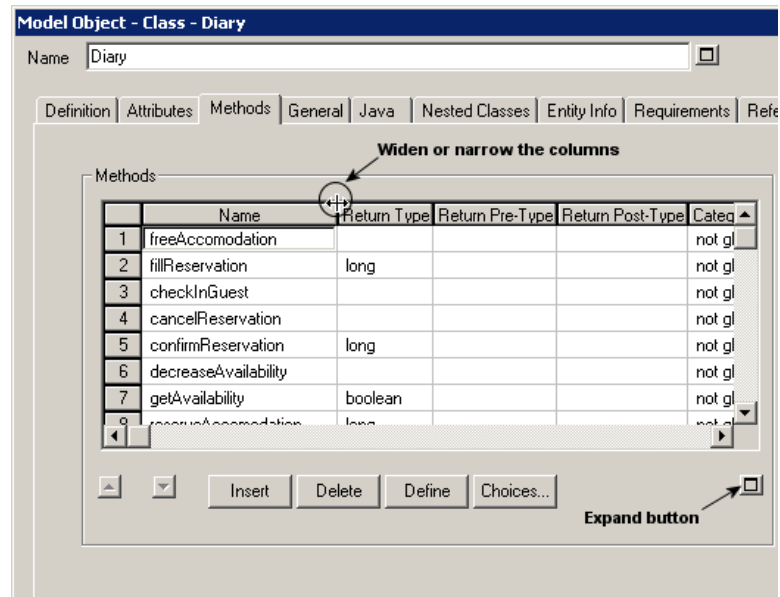 Model Object - Class - Diary
Name Diary
Definition Attributes Methods General Java Nested Classes Entity Info Requirements Refe
Widen or narrow the columns
Methods
Name Return Type Return Pre-Type Return Post-Type Categ
1 freeAccomodation not gl
2 fillReservation long not gl
3 checkInGuest not gl
4 cancelReservation not gl
5 confirmReservation long not gl
6 decreaseAvailability not gl
7 getAvailability boolean not gl
Insert Delete Define Choices...
Expand button